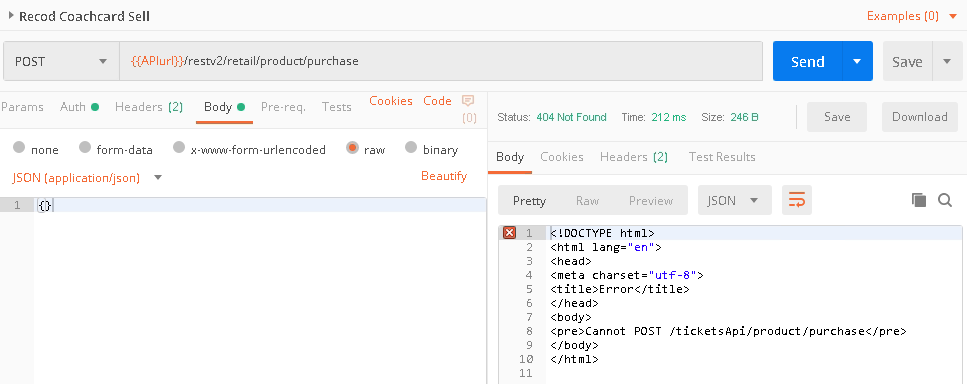 Recod Coachcard Sell
Examples (0)
POST
{{APIurl}}/restv2/retail/product/purchase
Send
Save
Params Auth Headers (2) Body Pre-req. Tests Cookies Code (0)
none form-data x-www-form-urlencoded raw binary
JSON (application/json)
Beautify
1 {}
Status: 404 Not Found Time: 212 ms Size: 246 B
Save
Download
Body Cookies Headers (2) Test Results
Pretty Raw Preview JSON
1 <!DOCTYPE html>
2 <html lang="en">
3 <head>
4 <meta charset="utf-8">
5 <title>Error</title>
6 </head>
7 <body>
8 <pre>Cannot POST /ticketsApi/product/purchase</pre>
9 </body>
10 </html>
11